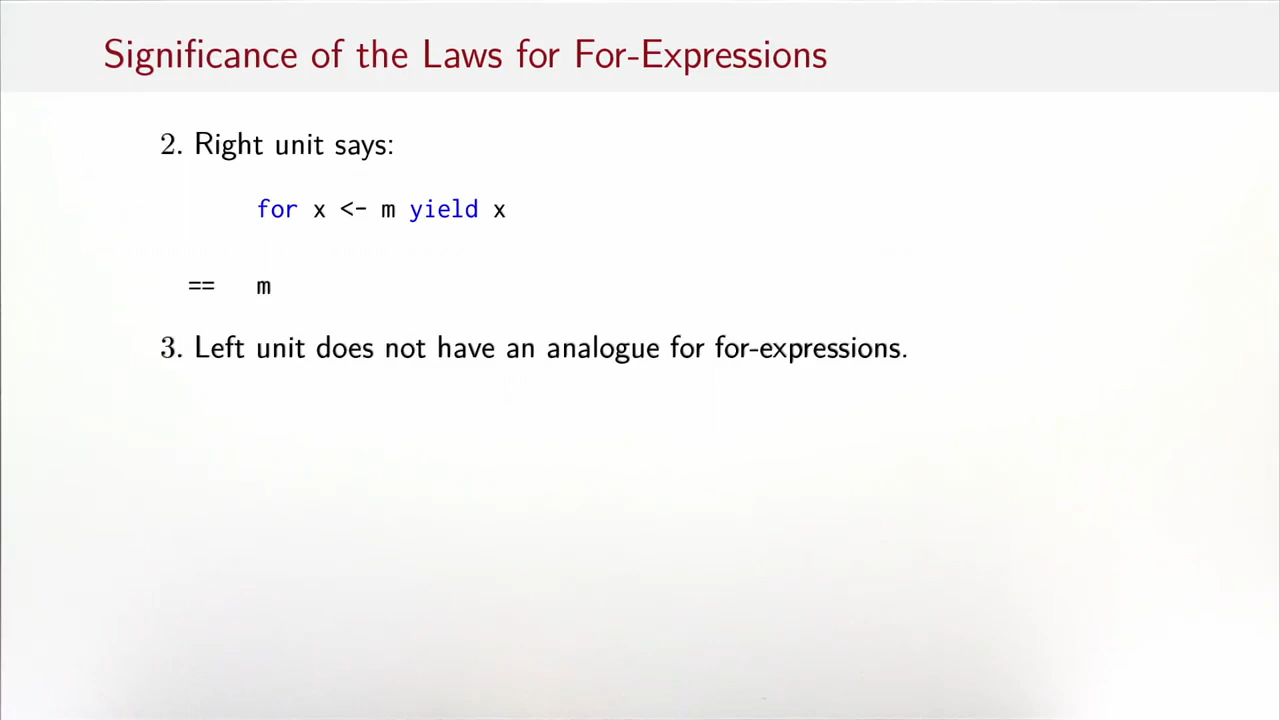 Significance of the Laws for For-Expressions
2. Right unit says:
for x <- m yield x
== m
3. Left unit does not have an analogue for for-expressions.